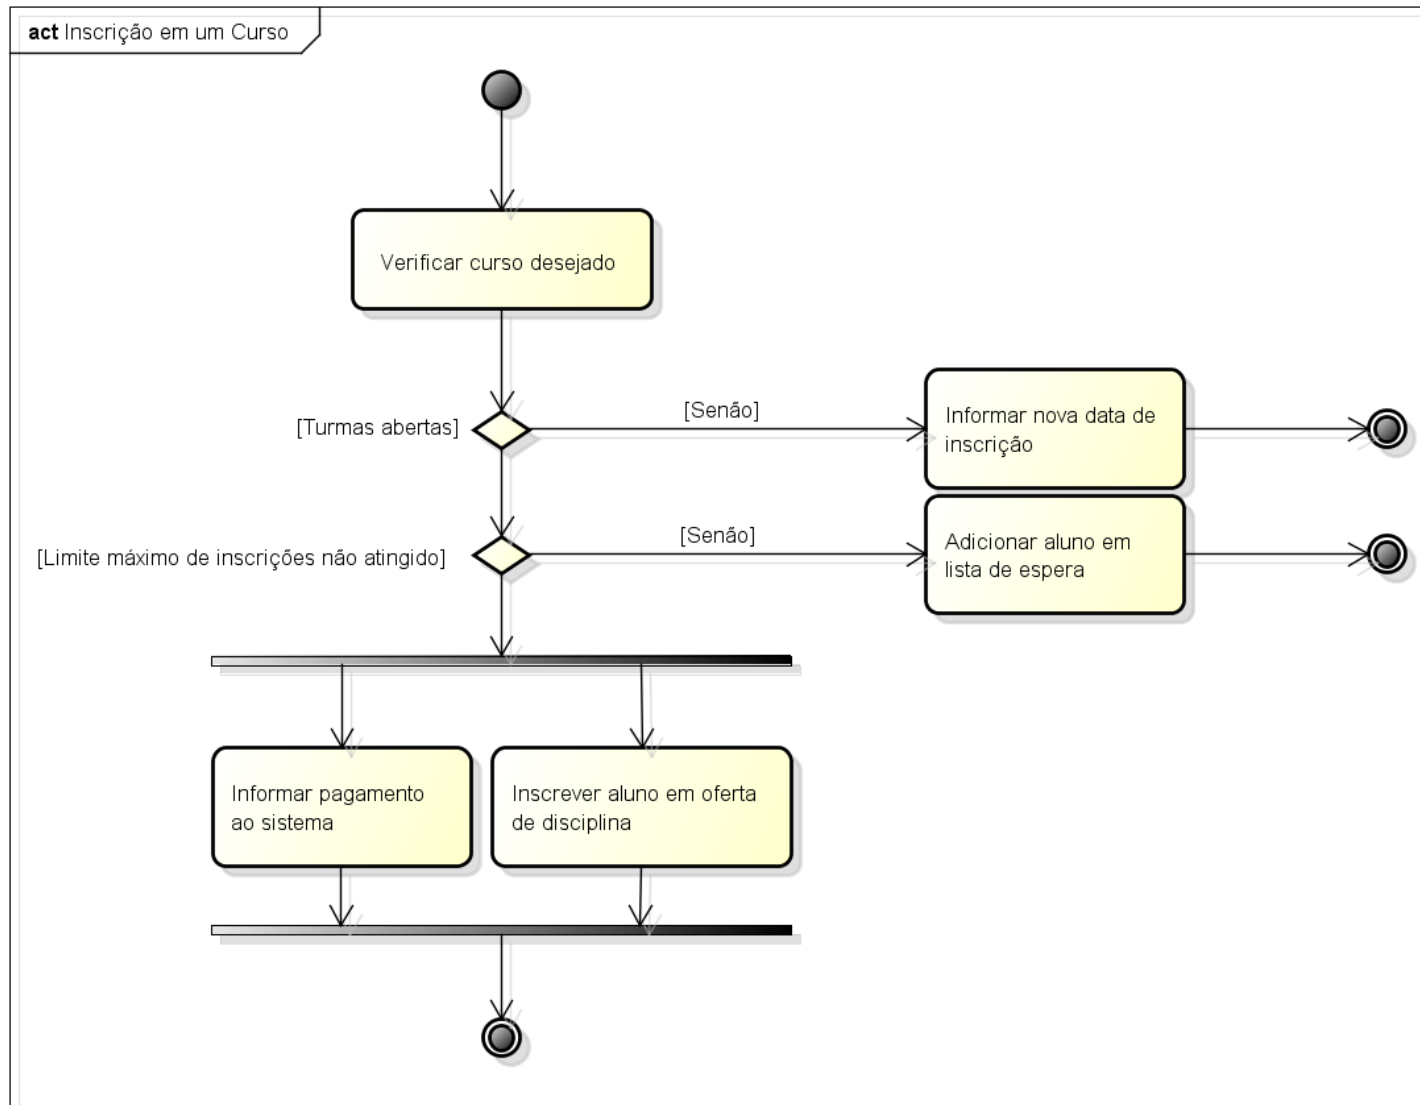 act Inscrição em um Curso
Verificar curso desejado
[Turmas abertas]
[Senão]
Informar nova data de
inscrição
[Limite máximo de inscrições não atingido]
[Senão]
Adicionar aluno em
lista de espera
Informar pagamento
ao sistema
Inscrever aluno em oferta
de disciplina